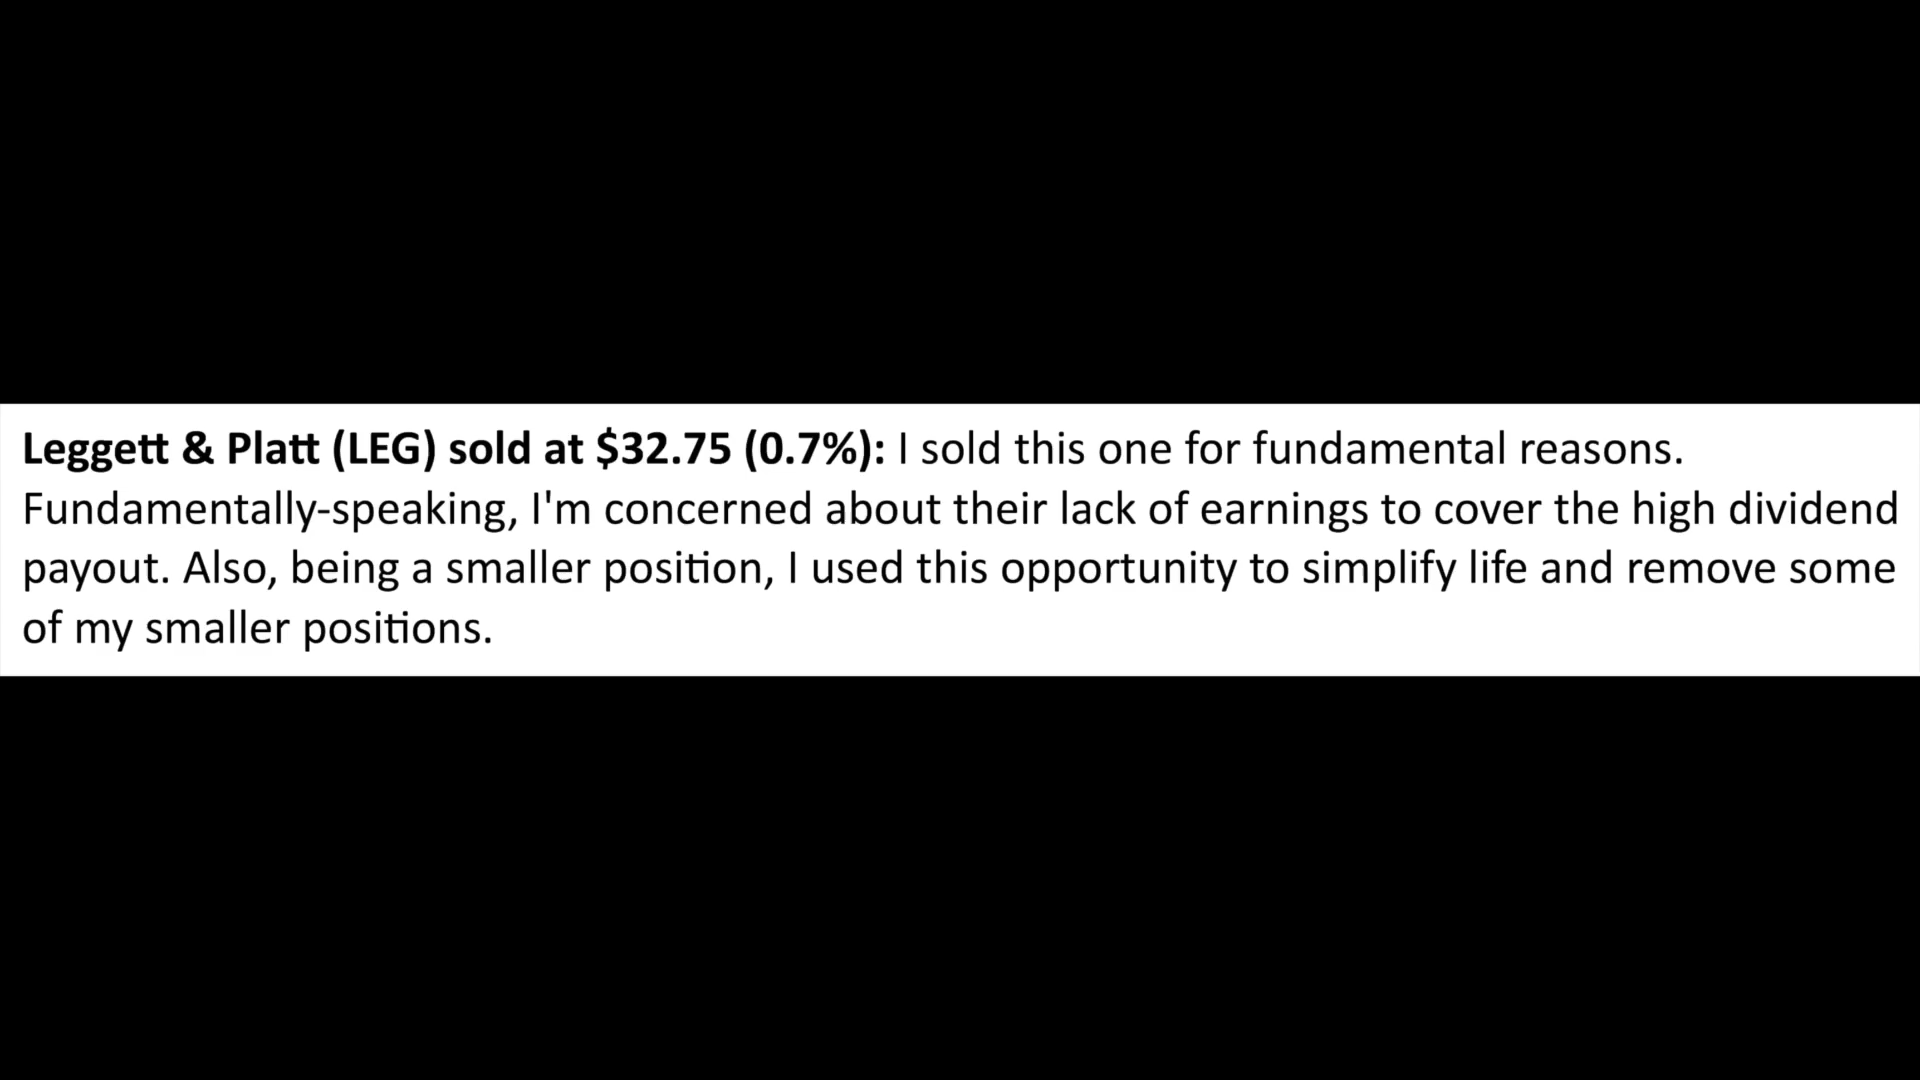 Leggett & Platt (LEG) sold at $32.75 (0.7%): I sold this one for fundamental reasons.
Fundamentally-speaking, I'm concerned about their lack of earnings to cover the high dividend
payout. Also, being a smaller position, I used this opportunity to simplify life and remove some
of my smaller positions.